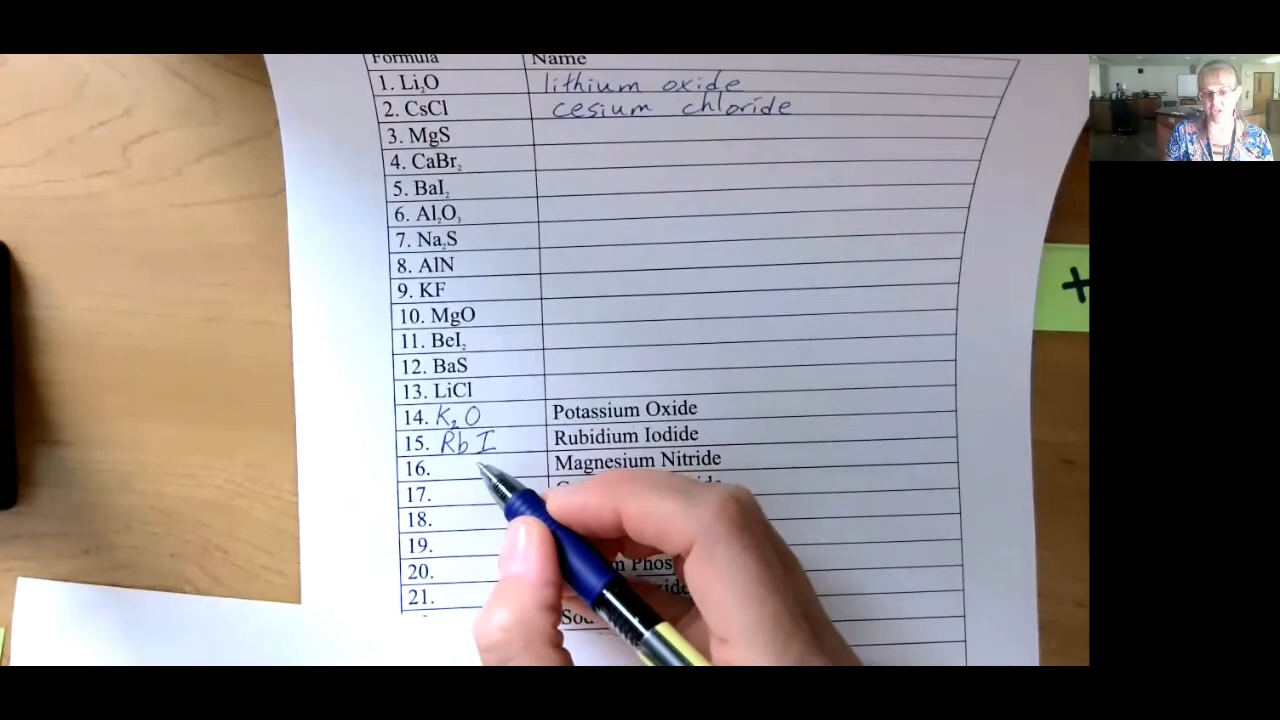 Formula Name
1. Li₂O lithium oxide
2. CsCl cesium chloride
3. MgS
4. CaBr₂
5. BaI₂
6. Al₂O₃
7. Na₂S
8. AlN
9. KF
10. MgO
11. BeI₂
12. BaS
13. LiCl
14. K₂O Potassium Oxide
15. RbI Rubidium Iodide
16. Magnesium Nitride
17.
18.
19.
20.
21.
+